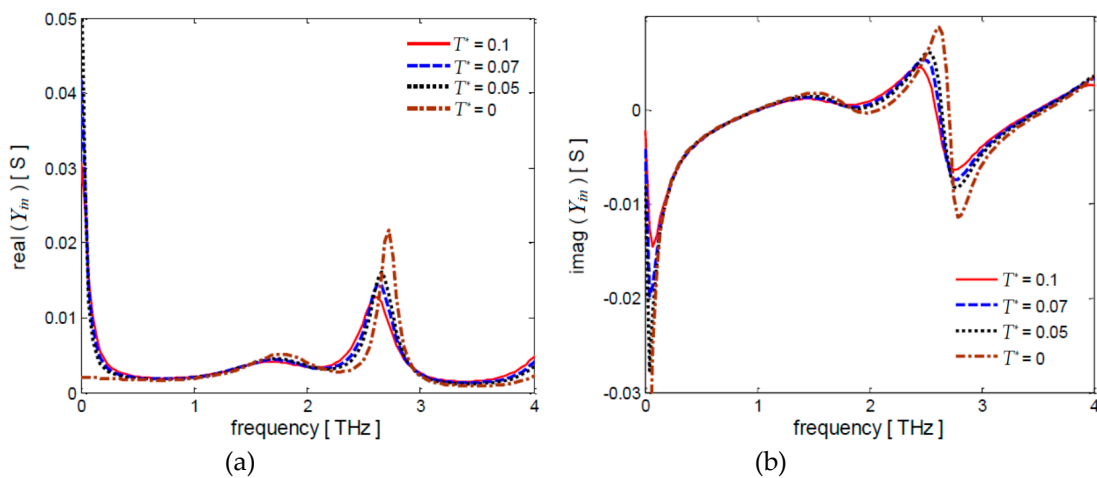 0.05
0.04
0.03
0.02
0.01
0
0
1
2
3
4
real ( Y_in ) [ S ]
frequency [ THz ]
T* = 0.1
T* = 0.07
T* = 0.05
T* = 0
(a)
0
-0.01
-0.02
-0.03
0
1
2
3
4
imag ( Y_in ) [ S ]
frequency [ THz ]
T* = 0.1
T* = 0.07
T* = 0.05
T* = 0
(b)